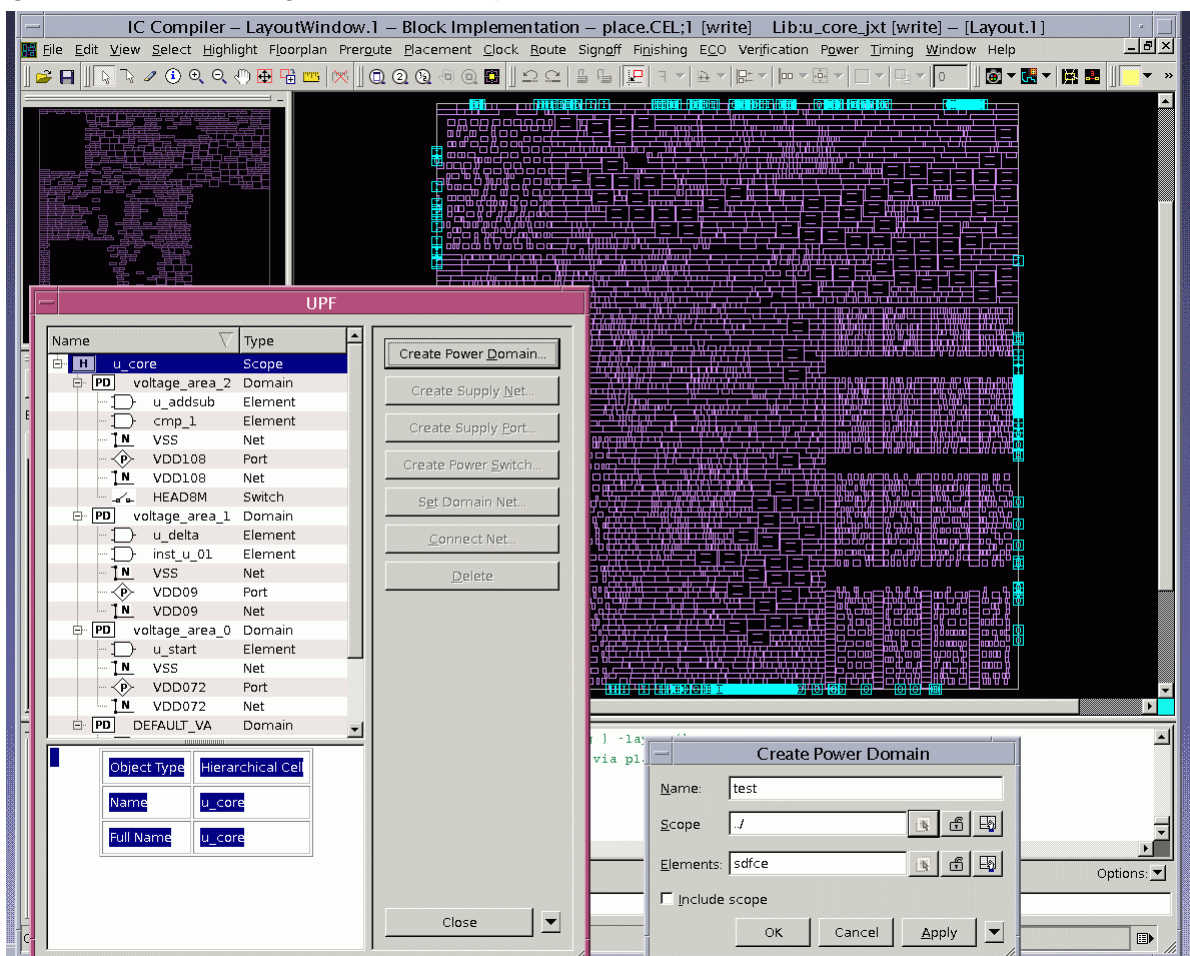 IC Compiler – LayoutWindow.1 – Block Implementation – place.CEL;1 [write] Lib:u_core_jxt [write] – [Layout.1]
File Edit View Select Highlight Floorplan Preroute Placement Clock Route Signoff Finishing ECO Verification Power Timing Window Help
0
UPF
Name Type
H u_core Scope
PD voltage_area_2 Domain
u_addsub Element
cmp_1 Element
N VSS Net
P VDD108 Port
N VDD108 Net
HEAD8M Switch
PD voltage_area_1 Domain
u_delta Element
inst_u_01 Element
N VSS Net
P VDD09 Port
N VDD09 Net
PD voltage_area_0 Domain
u_start Element
N VSS Net
P VDD072 Port
N VDD072 Net
PD DEFAULT_VA Domain
Create Power Domain...
Create Supply Net...
Create Supply Port...
Create Power Switch...
Set Domain Net...
Connect Net...
Delete
Object Type Hierarchical Cell
Name u_core
Full Name u_core
Close
via
Create Power Domain
Name: test
Scope ../
Elements: sdfce
Include scope
OK Cancel Apply
Options: